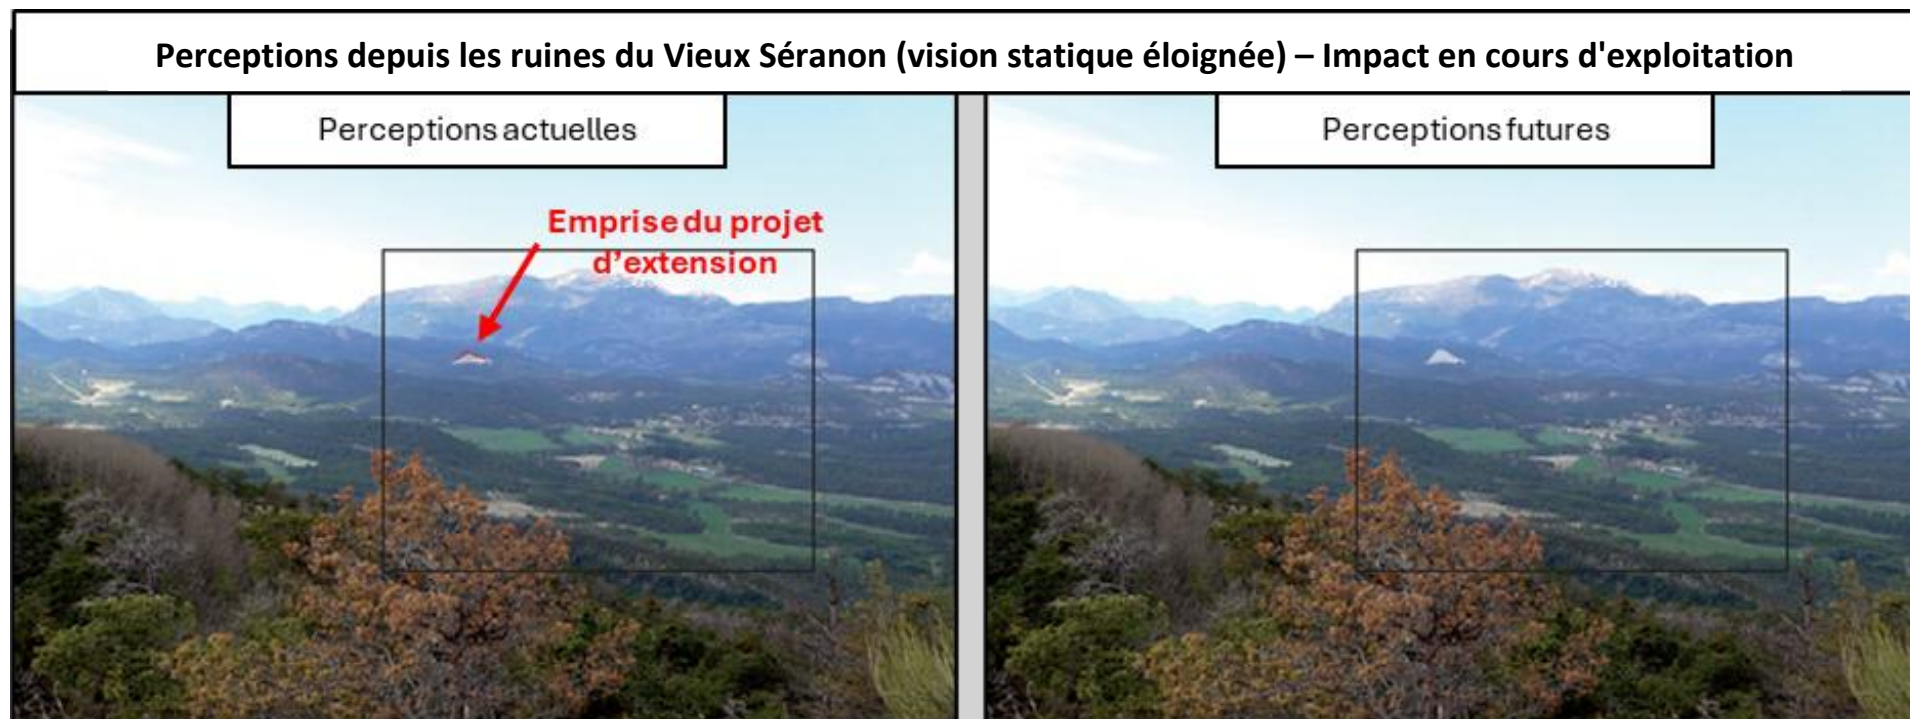 Perceptions depuis les ruines du Vieux Séranon (vision statique éloignée) – Impact en cours d'exploitation
Perceptions actuelles
Perceptions futures
Emprise du projet
d’extension